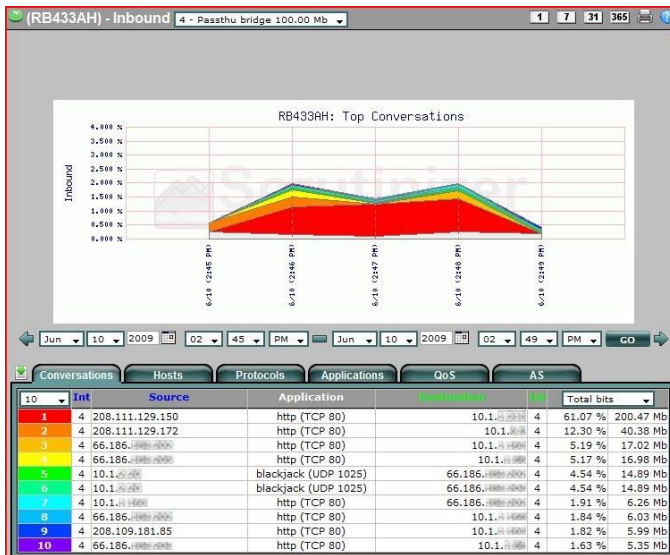 (RB433AH) - Inbound 4 - Passthu bridge 100.00 Mb 1 7 31 365
RB433AH: Top Conversations
Scrutinizer
Inbound
4.000 %
3.500 %
3.000 %
2.500 %
2.000 %
1.500 %
1.000 %
0.500 %
0.000 %
6/10 (2:45 PM)
6/10 (2:46 PM)
6/10 (2:47 PM)
6/10 (2:48 PM)
6/10 (2:49 PM)
Jun 10 2009 02 45 PM Jun 10 2009 02 49 PM GO
Conversations Hosts Protocols Applications QoS AS
10 Int Source Application Destination Total bits
1 4 208.111.129.150 http (TCP 80) 10.1. 4 61.07 % 200.47 Mb
2 4 208.111.129.172 http (TCP 80) 10.1. 4 12.30 % 40.38 Mb
3 4 66.186. http (TCP 80) 10.1. 4 5.19 % 17.02 Mb
4 4 66.186. http (TCP 80) 10.1. 4 5.17 % 16.98 Mb
5 4 10.1. blackjack (UDP 1025) 66.186. 4 4.54 % 14.89 Mb
6 4 10.1. blackjack (UDP 1025) 66.186. 4 4.54 % 14.89 Mb
7 4 10.1. http (TCP 80) 66.186. 4 1.91 % 6.26 Mb
8 4 66.186. http (TCP 80) 10.1. 4 1.84 % 6.03 Mb
9 4 208.109.181.85 http (TCP 80) 10.1. 4 1.82 % 5.99 Mb
10 4 66.186. http (TCP 80) 10.1. 4 1.63 % 5.35 Mb